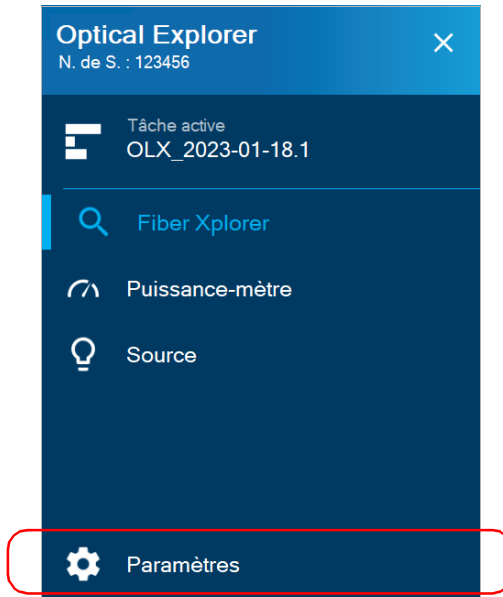 Optical Explorer
N. de S. : 123456
Tâche active
OLX_2023-01-18.1
Fiber Xplorer
Puissance-mètre
Source
Paramètres